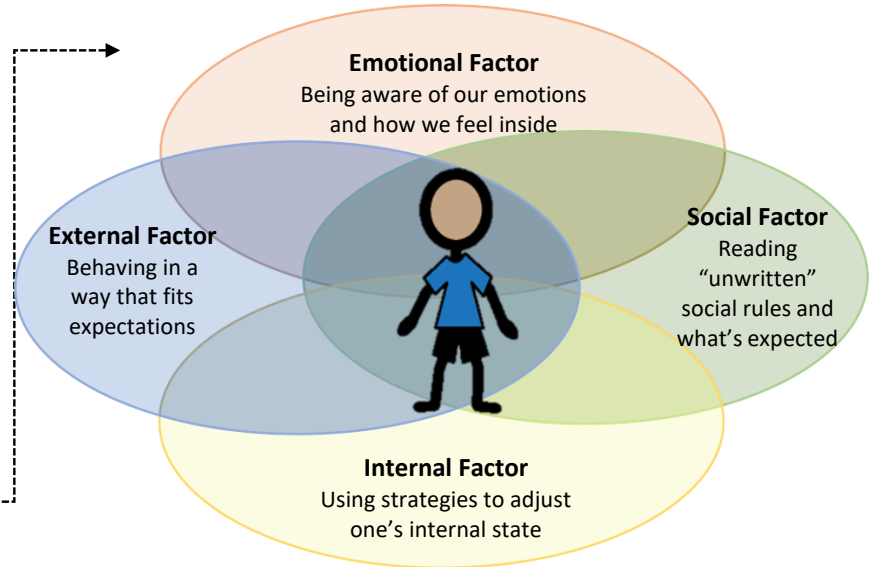 Emotional Factor
Being aware of our emotions
and how we feel inside
External Factor
Behaving in a
way that fits
expectations
Social Factor
Reading
“unwritten”
social rules and
what’s expected
Internal Factor
Using strategies to adjust
one’s internal state